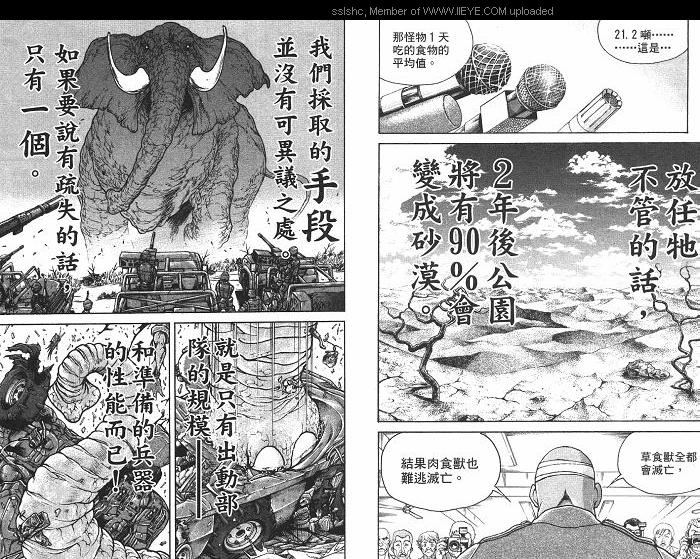 sslshc, Member of WWW.IIEYE.COM uploaded
21.2噸……
……這是…
那怪物1天
吃的食物的
平均值。
放任牠
不管的話，
2年後公園
將有90%會
變成砂漠。
草食獸全都
會滅亡，
結果肉食獸也
難逃滅亡。
我們採取的手段
並沒有可異議之處。
如果要說有疏失的話，
只有一個。
就是只有出動部
隊的規模──
和準備的兵器
的性能而已！